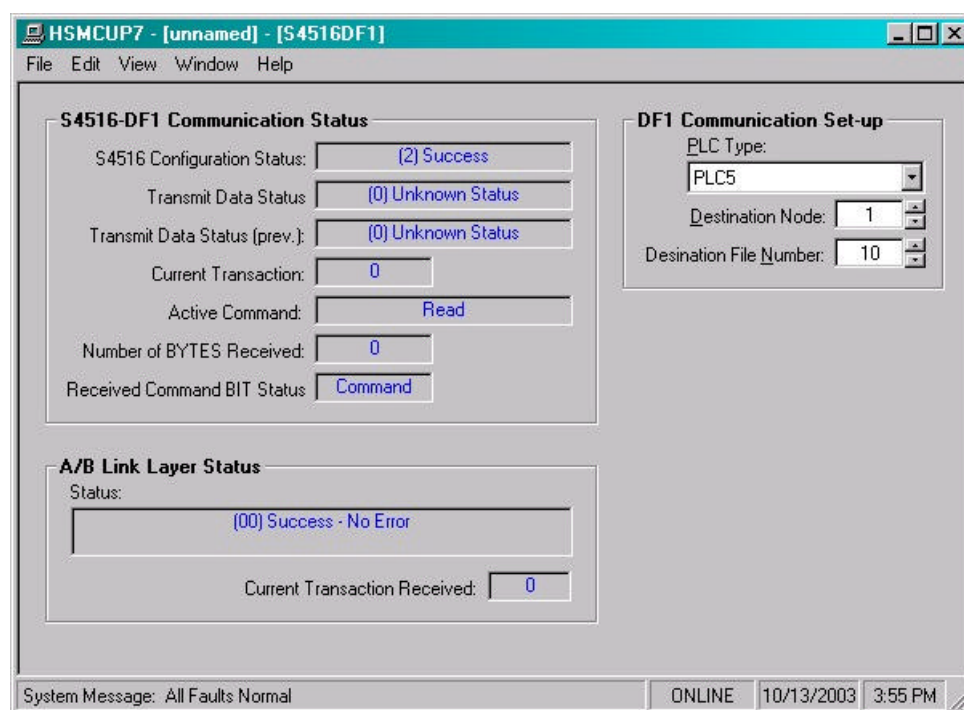 HSMCUP7 - [unnamed] - [S4516DF1]
File Edit View Window Help
S4516-DF1 Communication Status
S4516 Configuration Status: (2) Success
Transmit Data Status (0) Unknown Status
Transmit Data Status (prev.): (0) Unknown Status
Current Transaction: 0
Active Command: Read
Number of BYTES Received: 0
Received Command BIT Status Command
DF1 Communication Set-up
PLC Type:
PLC5
Destination Node: 1
Desination File Number: 10
A/B Link Layer Status
Status:
(00) Success - No Error
Current Transaction Received: 0
System Message: All Faults Normal ONLINE 10/13/2003 3:55 PM